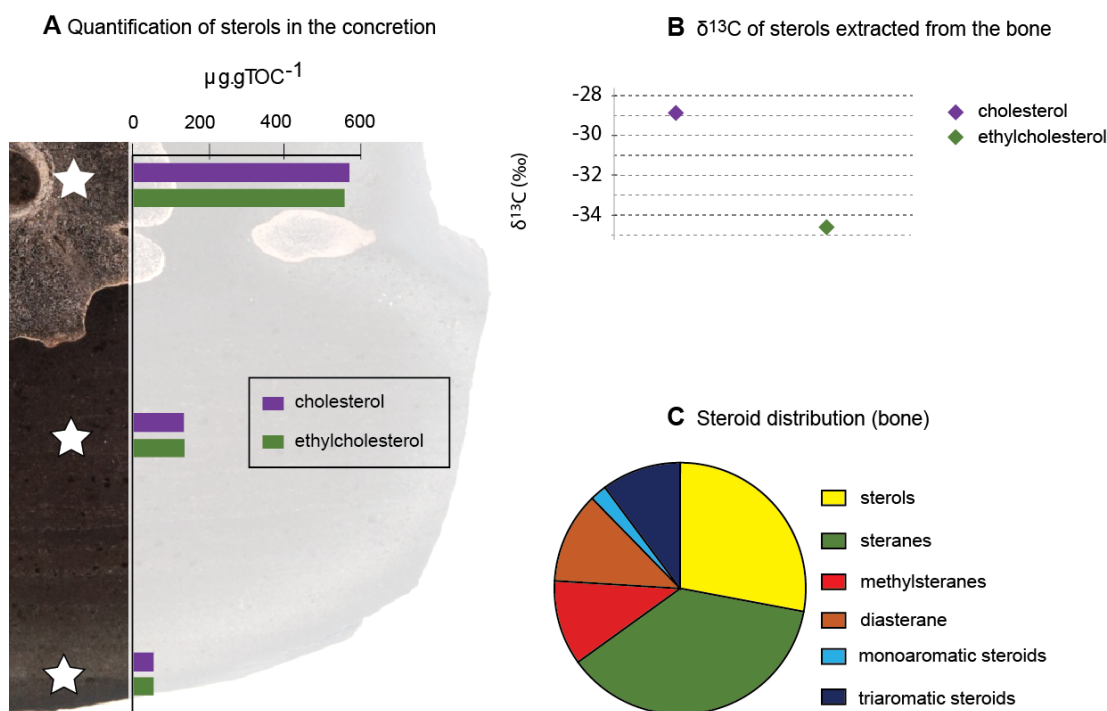 A Quantification of sterols in the concretion
µg.gTOC-1
0 200 400 600
cholesterol
ethylcholesterol
B δ13C of sterols extracted from the bone
-28
-30
-32
-34
δ13C (‰)
cholesterol
ethylcholesterol
C Steroid distribution (bone)
sterols
steranes
methylsteranes
diasterane
monoaromatic steroids
triaromatic steroids